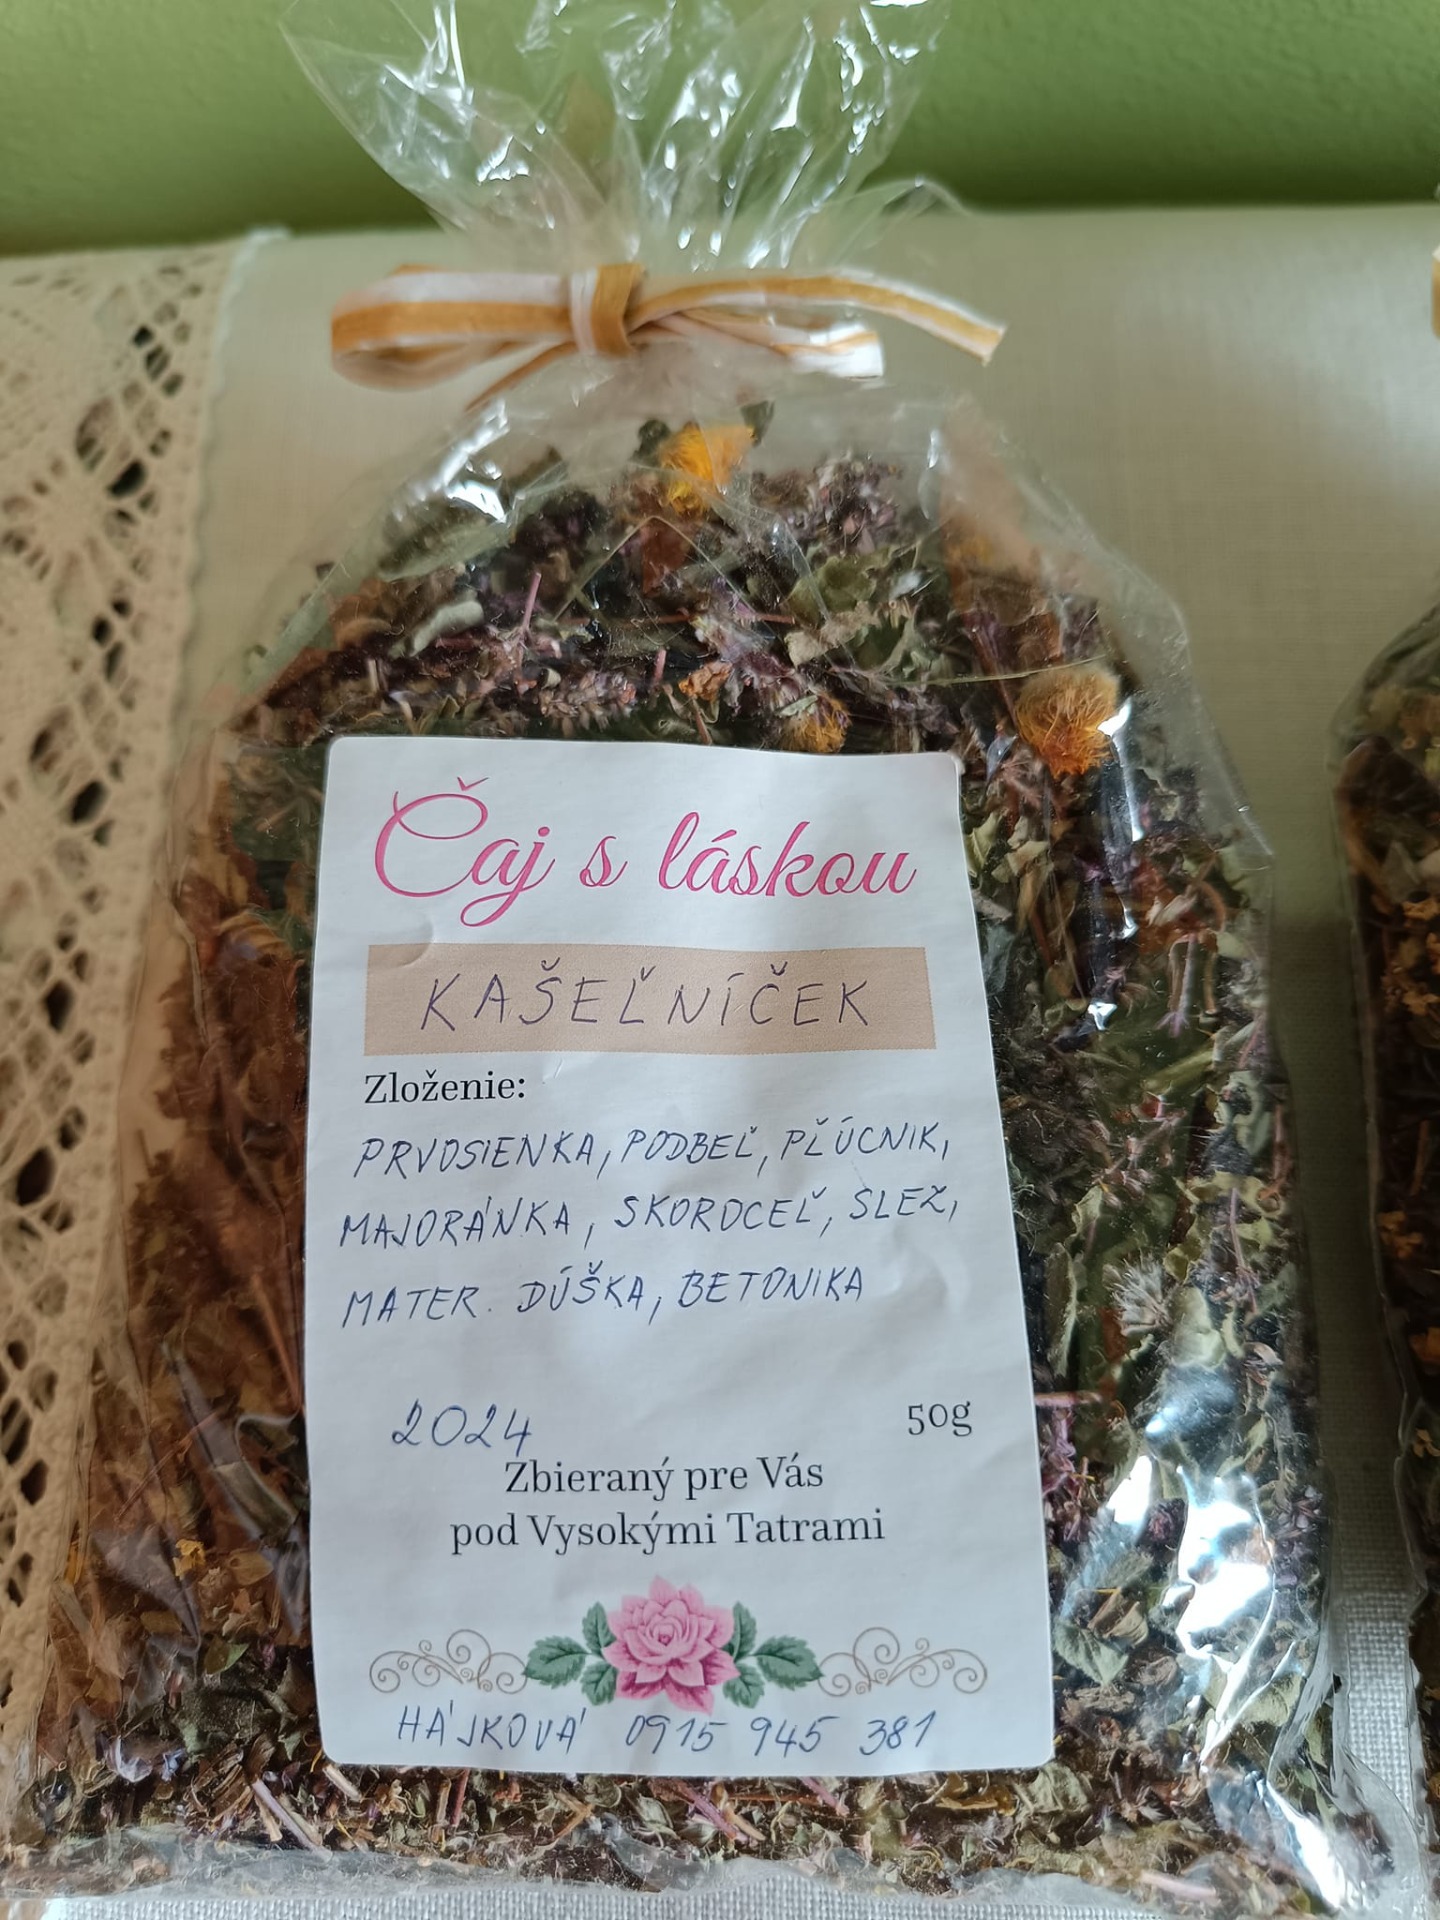 Čaj s láskou
KAŠEĽNÍČEK
Zloženie:
PRVOSIENKA, PODBEĽ, PĽÚCNIK,
MAJORÁNKA, SKOROCEĽ, SLEZ,
MATER. DÚŠKA, BETONIKA
2024 50g
Zbieraný pre Vás
pod Vysokými Tatrami
HÁJKOVÁ 0915 945 381